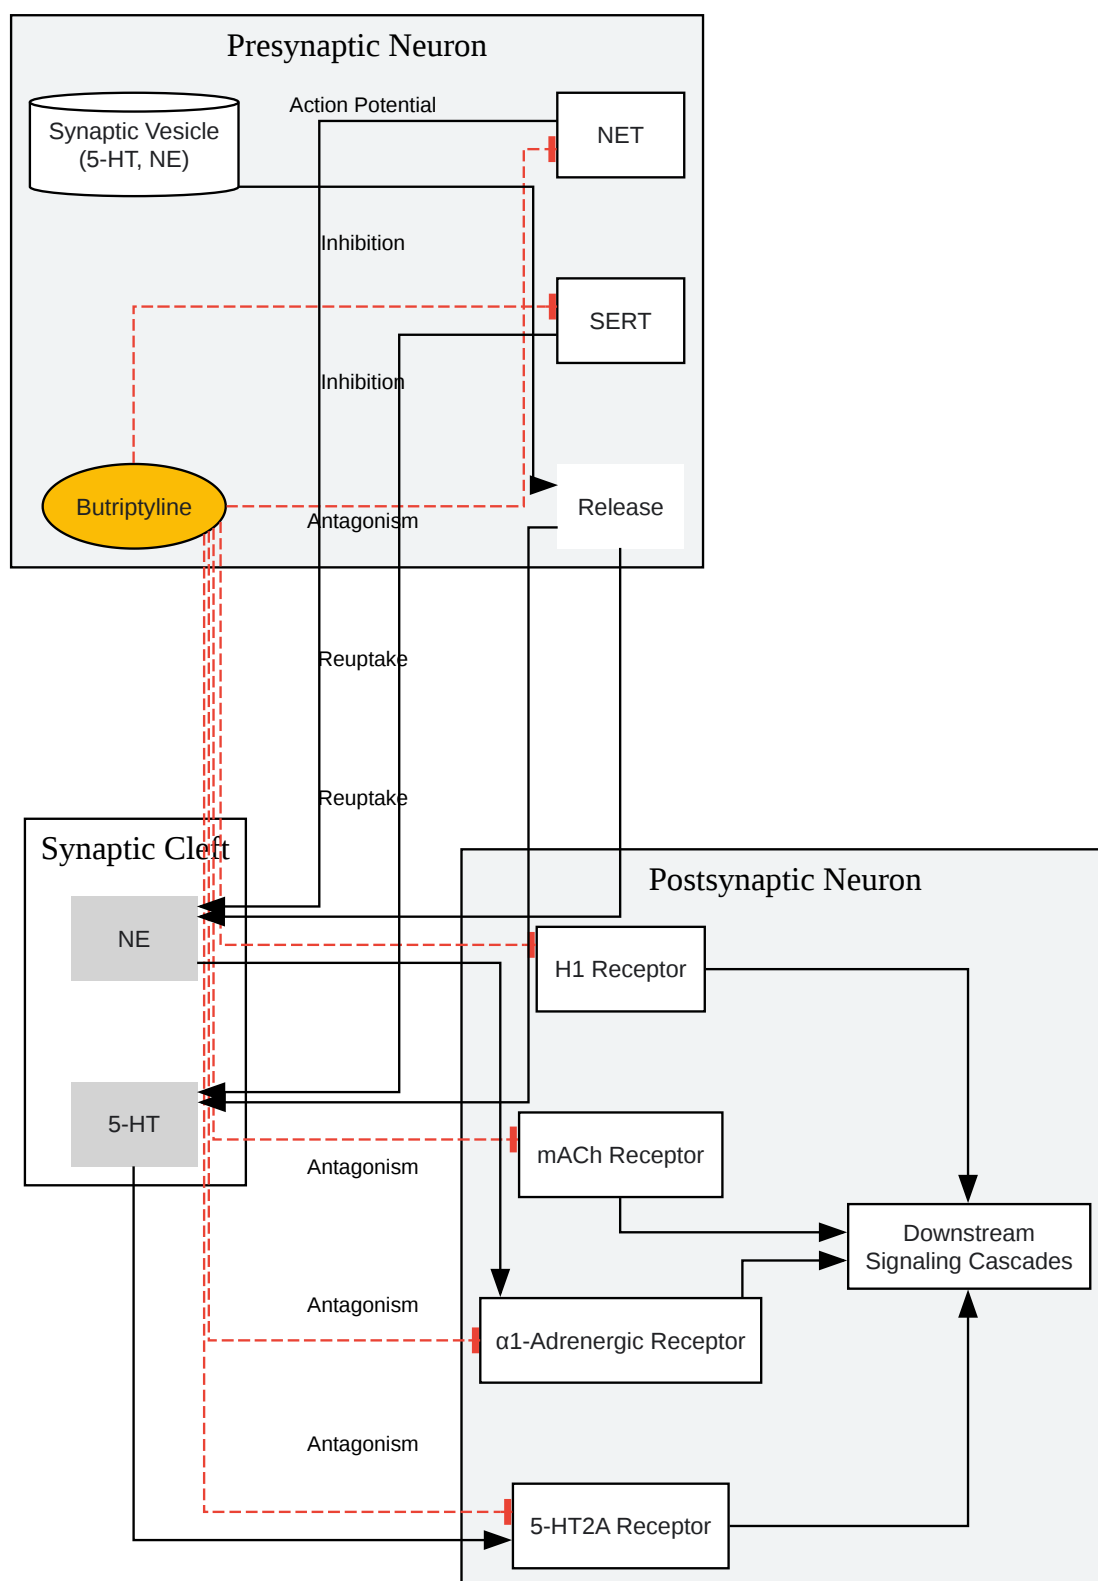 Presynaptic Neuron
Action Potential
Synaptic Vesicle
(5-HT, NE)
NET
Inhibition
SERT
Inhibition
Butriptyline
Antagonism
Release
Reuptake
Reuptake
Synaptic Cleft
Postsynaptic Neuron
NE
H1 Receptor
5-HT
mACh Receptor
Antagonism
Downstream
Signaling Cascades
Antagonism
α1-Adrenergic Receptor
Antagonism
5-HT2A Receptor